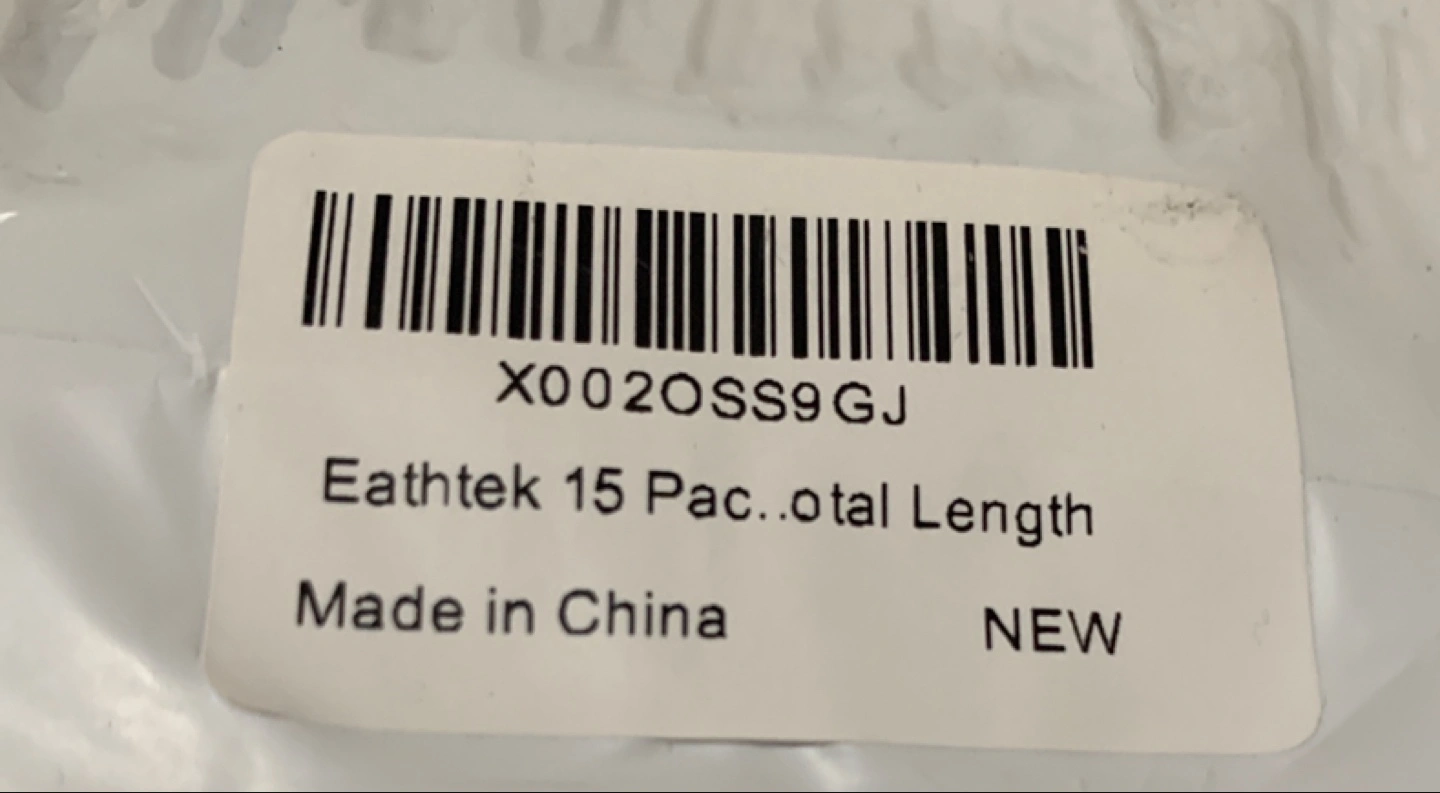 X002OSS9GJ
Eathtek 15 Pac..otal Length
Made in China NEW